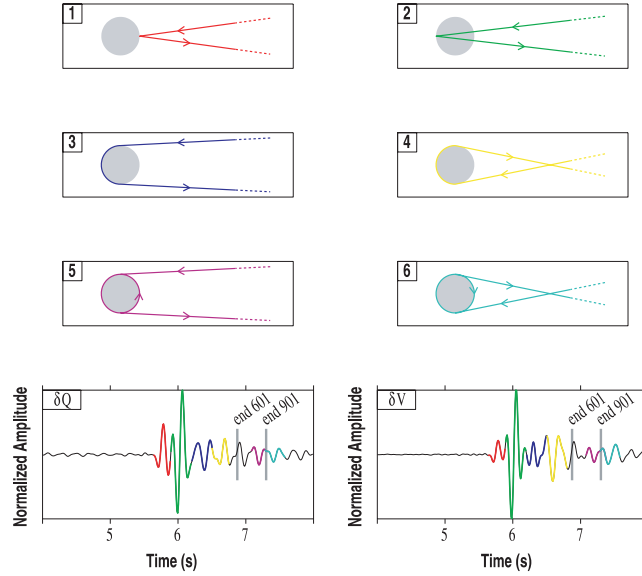 1
2
3
4
5
6
δQ
end 601
end 901
Normalized Amplitude
5
6
7
Time (s)
δV
end 601
end 901
Normalized Amplitude
5
6
7
Time (s)